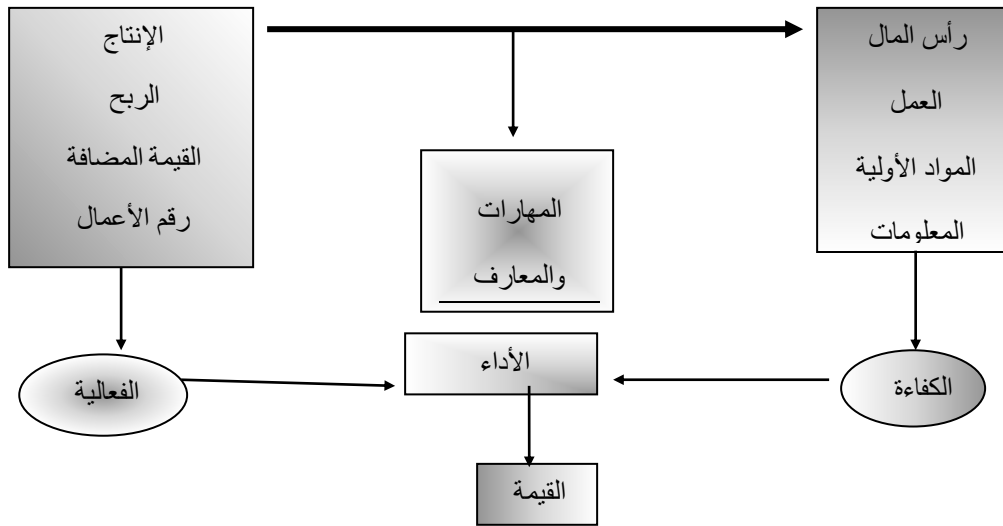 رأس المال
العمل
المواد الأولية
المعلومات
الإنتاج
الربح
القيمة المضافة
رقم الأعمال
المهارات
والمعارف
الأداء
الكفاءة
الفعالية
القيمة